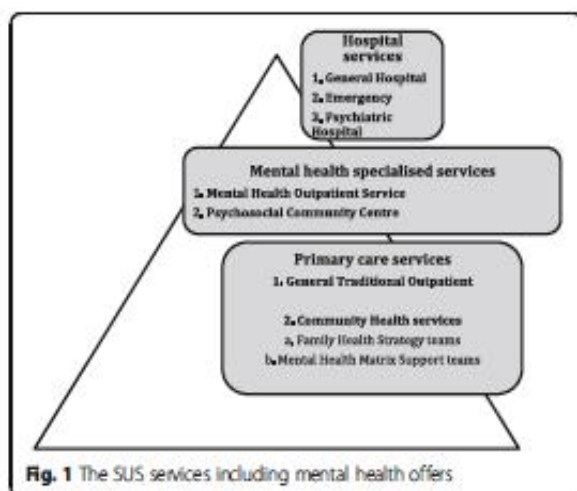 Hospital
services
1. General Hospital
2. Emergency
3. Psychiatric
Hospital
Mental health specialised services
1. Mental Health Outpatient Service
2. Psychosocial Community Centre
Primary care services
1. General Traditional Outpatient
2. Community Health services
a. Family Health Strategy teams
b. Mental Health Matrix Support teams
Fig. 1 The SUS services including mental health offers